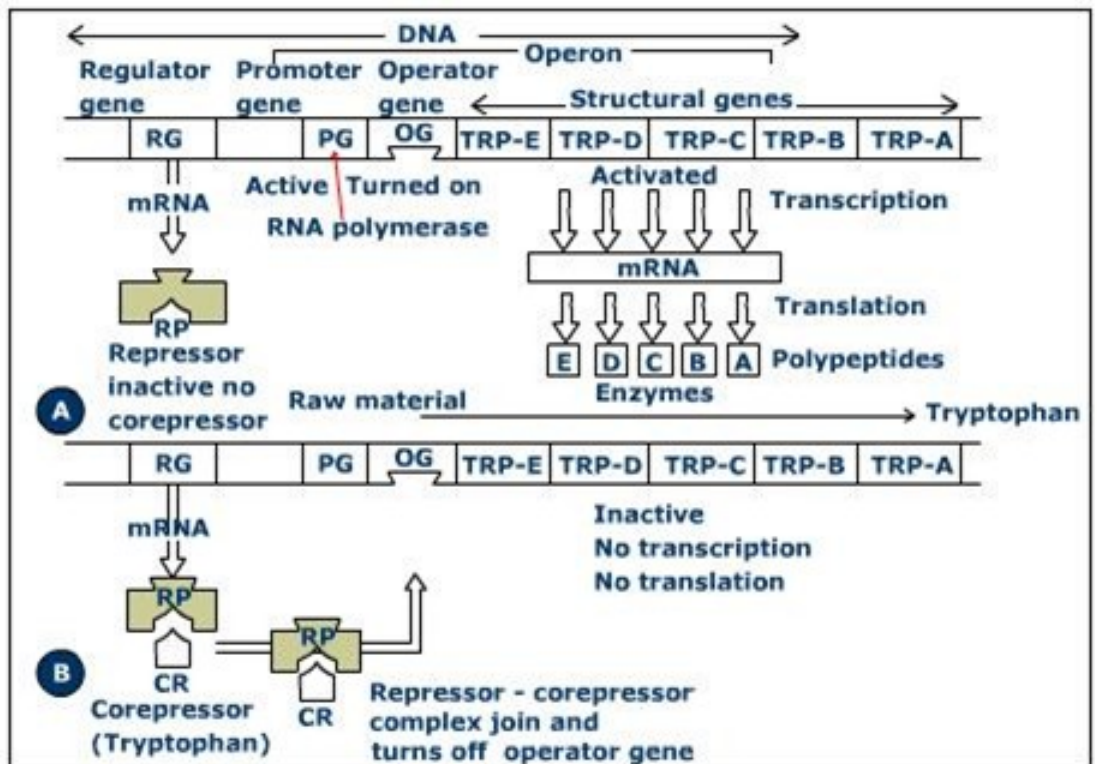 DNA
Operon
Regulator gene
Promoter gene
Operator gene
Structural genes
RG
PG
OG
TRP-E
TRP-D
TRP-C
TRP-B
TRP-A
mRNA
Active
Turned on
RNA polymerase
Activated
Transcription
mRNA
Translation
E
D
C
B
A
Polypeptides
Enzymes
RP
Repressor
inactive no
corepressor
A
Raw material
Tryptophan
RG
PG
OG
TRP-E
TRP-D
TRP-C
TRP-B
TRP-A
mRNA
Inactive
No transcription
No translation
RP
CR
Corepressor
(Tryptophan)
B
RP
CR
Repressor - corepressor
complex join and
turns off operator gene